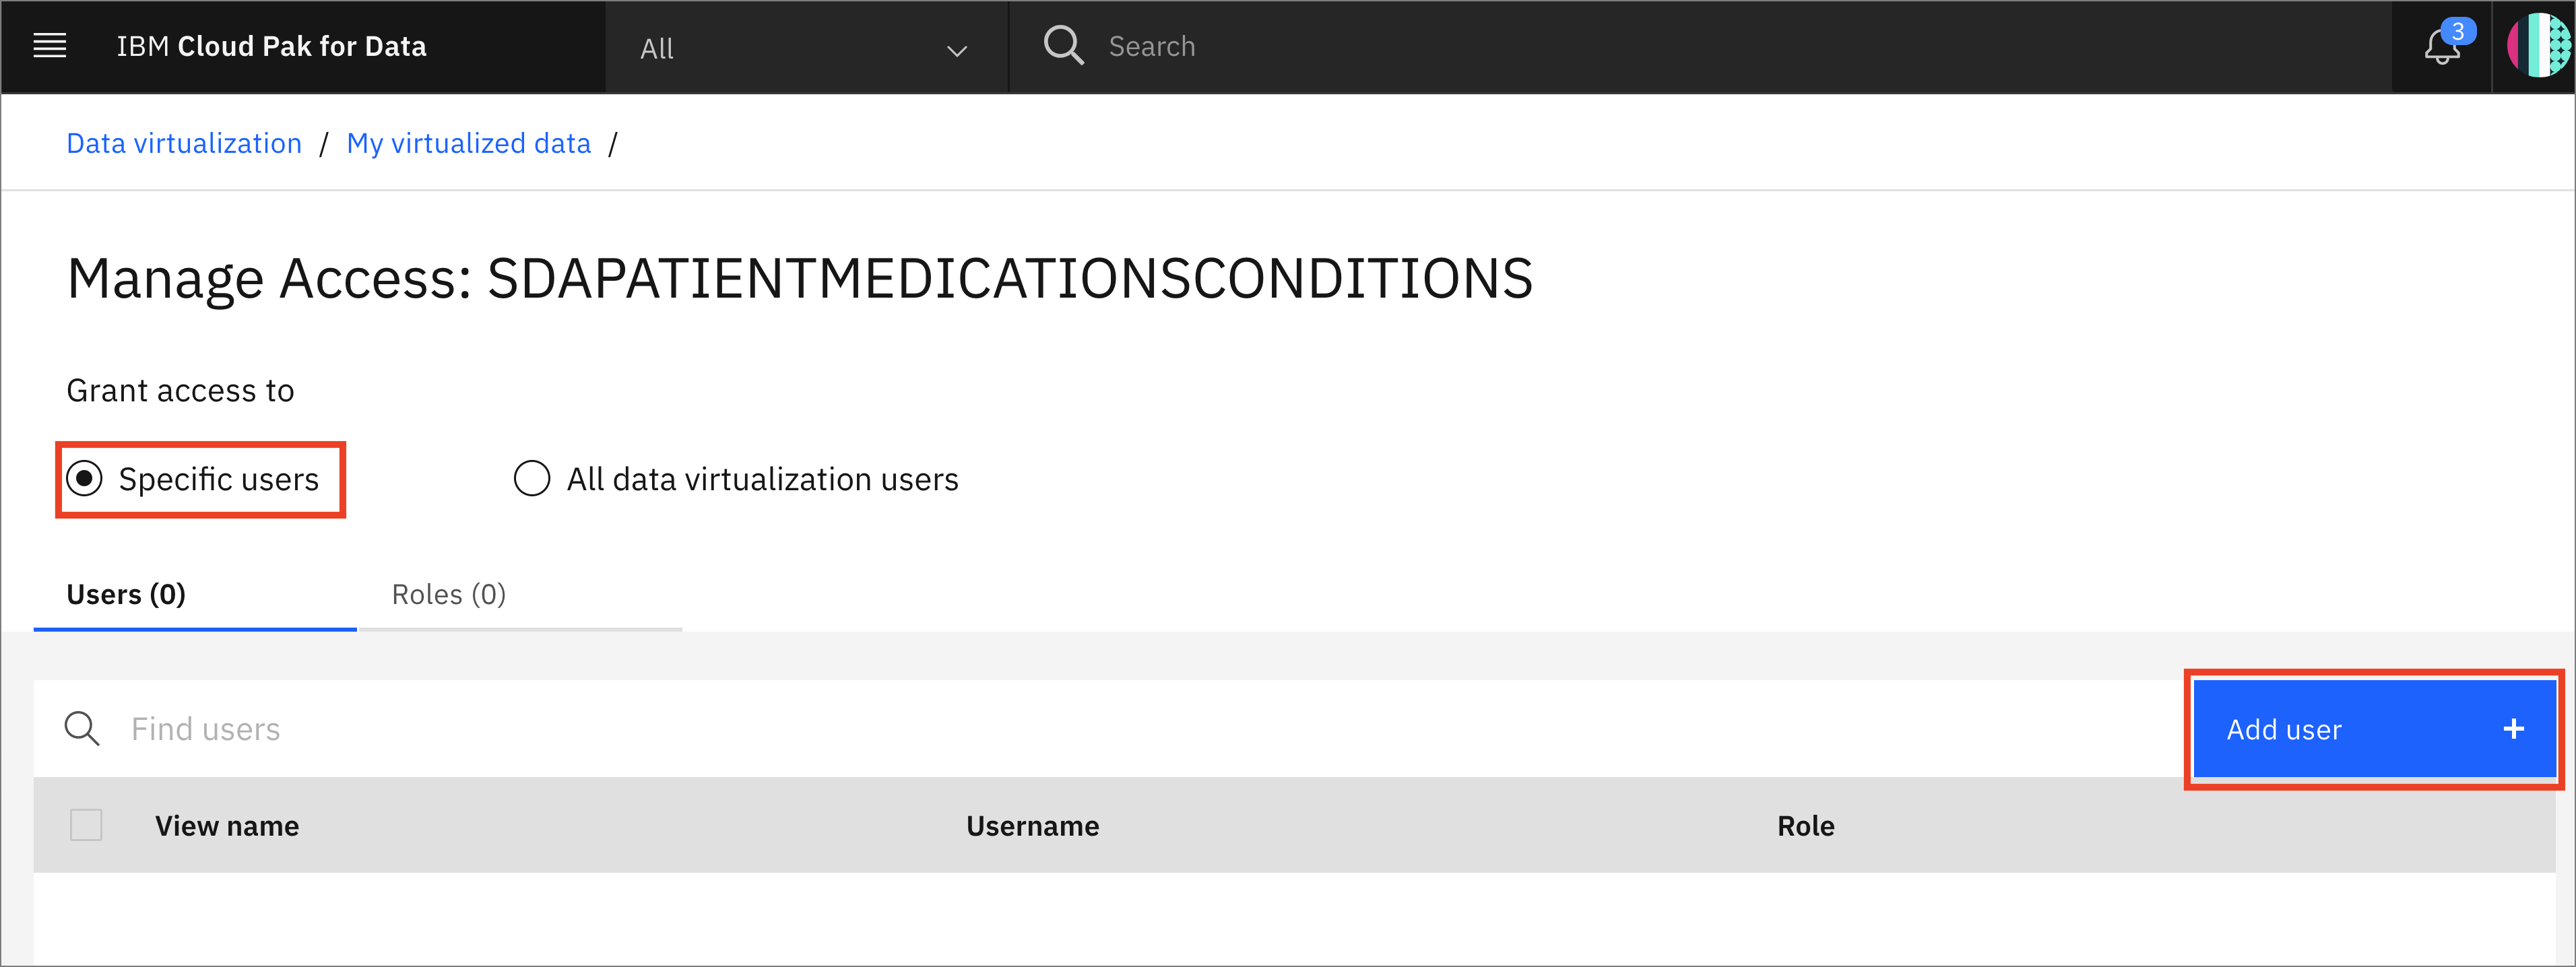 IBM Cloud Pak for Data All Search 3
Data virtualization / My virtualized data /
Manage Access: SDAPATIENTMEDICATIONSCONDITIONS
Grant access to
Specific users All data virtualization users
Users (0) Roles (0)
Find users Add user +
View name Username Role